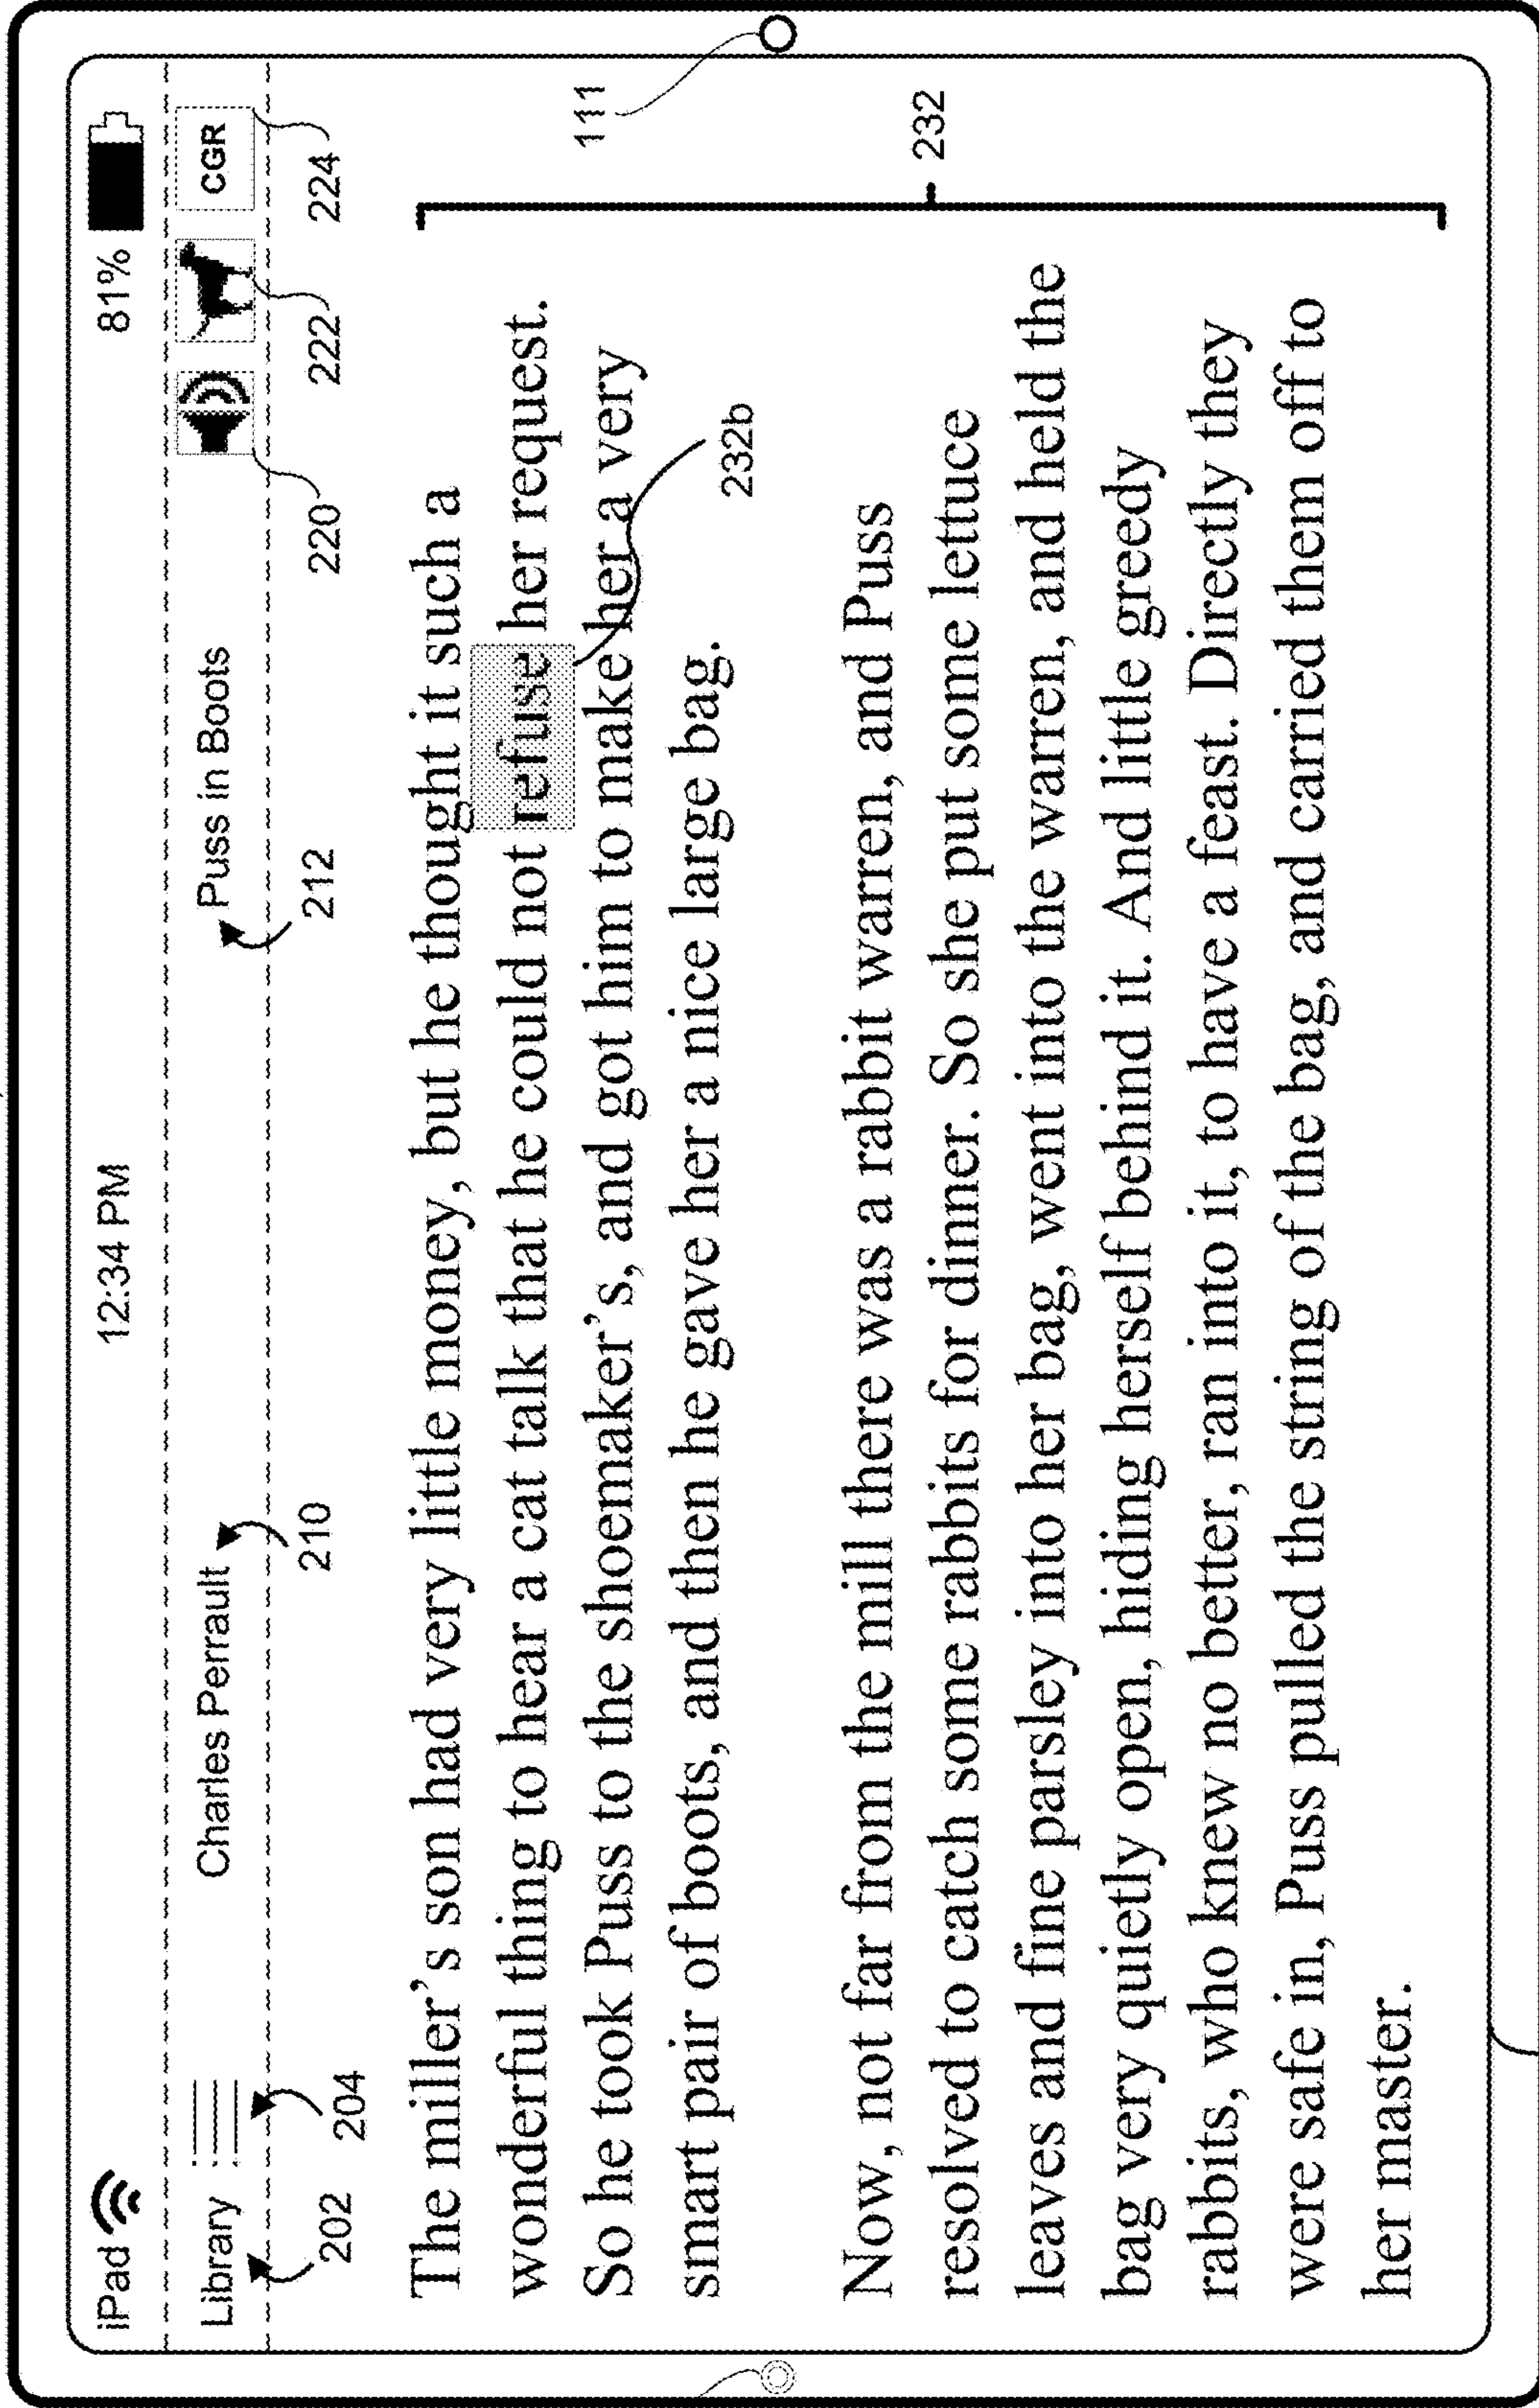 iPad 12:34 PM 81%
Library Charles Perrault Puss in Boots CGR
202 204 210 212 220 222 224
The miller's son had very little money, but he thought it such a
wonderful thing to hear a cat talk that he could not refuse her request.
So he took Puss to the shoemaker's, and got him to make her a very
smart pair of boots, and then he gave her a nice large bag.
232b
111
Now, not far from the mill there was a rabbit warren, and Puss
resolved to catch some rabbits for dinner. So she put some lettuce
232
leaves and fine parsley into her bag, went into the warren, and held the
bag very quietly open, hiding herself behind it. And little greedy
rabbits, who knew no better, ran into it, to have a feast. Directly they
were safe in, Puss pulled the string of the bag, and carried them off to
her master.